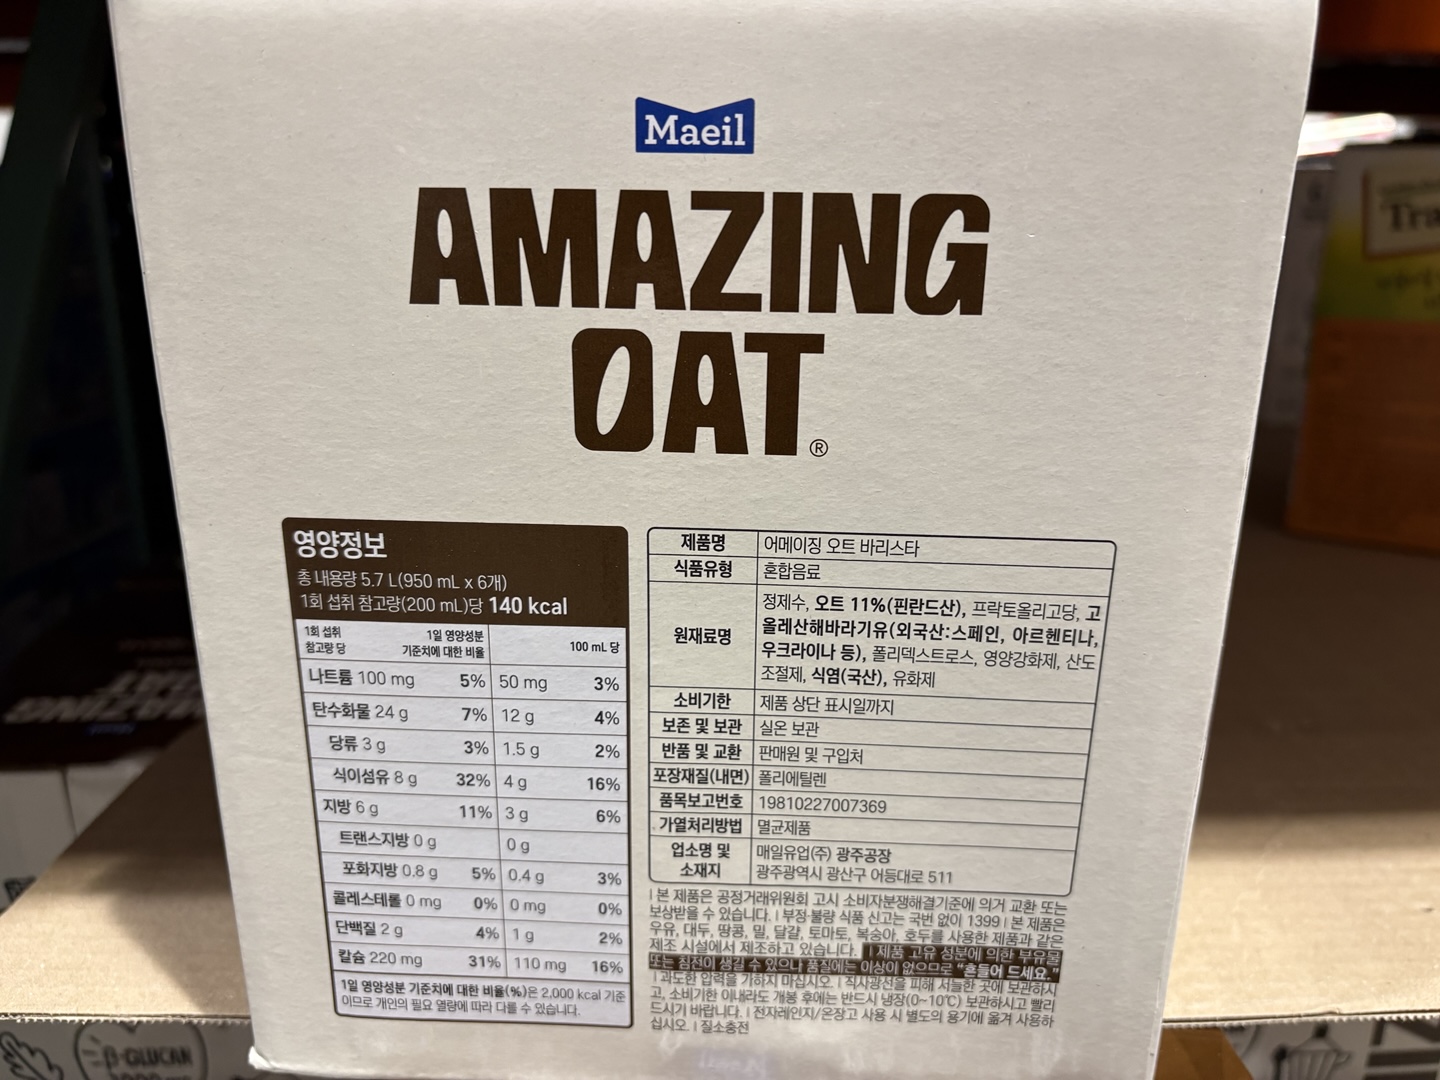 Maeil
AMAZING
OAT®
영양정보
총 내용량 5.7 L(950 mL x 6개)
1회 섭취 참고량(200 mL)당 140 kcal
1회 섭취 참고량 당 1일 영양성분 기준치에 대한 비율 100 mL 당
나트륨 100 mg 5% 50 mg 3%
탄수화물 24 g 7% 12 g 4%
당류 3 g 3% 1.5 g 2%
식이섬유 8 g 32% 4 g 16%
지방 6 g 11% 3 g 6%
트랜스지방 0 g 0 g
포화지방 0.8 g 5% 0.4 g 3%
콜레스테롤 0 mg 0% 0 mg 0%
단백질 2 g 4% 1 g 2%
칼슘 220 mg 31% 110 mg 16%
1일 영양성분 기준치에 대한 비율(%)은 2,000 kcal 기준
이므로 개인의 필요 열량에 따라 다를 수 있습니다.
제품명 어메이징 오트 바리스타
식품유형 혼합음료
원재료명 정제수, 오트 11%(핀란드산), 프락토올리고당, 고
올레산해바라기유(외국산:스페인, 아르헨티나,
우크라이나 등), 폴리덱스트로스, 영양강화제, 산도
조절제, 식염(국산), 유화제
소비기한 제품 상단 표시일까지
보존 및 보관 실온 보관
반품 및 교환 판매원 및 구입처
포장재질(내면) 폴리에틸렌
품목보고번호 19810227007369
가열처리방법 멸균제품
업소명 및 소재지 매일유업(주) 광주공장
광주광역시 광산구 어등대로 511
| 본 제품은 공정거래위원회 고시 소비자분쟁해결기준에 의거 교환 또는
보상받을 수 있습니다. | 부정·불량 식품 신고는 국번 없이 1399 | 본 제품은
우유, 대두, 땅콩, 밀, 달걀, 토마토, 복숭아, 호두를 사용한 제품과 같은
제조 시설에서 제조하고 있습니다. | 제품 고유 성분에 의한 부유물
또는 침전이 생길 수 있으나 품질에는 이상이 없으므로 "흔들어 드세요."
| 과도한 압력을 가하지 마십시오. | 직사광선을 피해 서늘한 곳에 보관하시
고, 소비기한 이내라도 개봉 후에는 반드시 냉장(0~10℃) 보관하시고 빨리
드시기 바랍니다. | 전자레인지/온장고 사용 시 별도의 용기에 옮겨 사용하
십시오. | 질소충전
Tra
β-GLUCAN